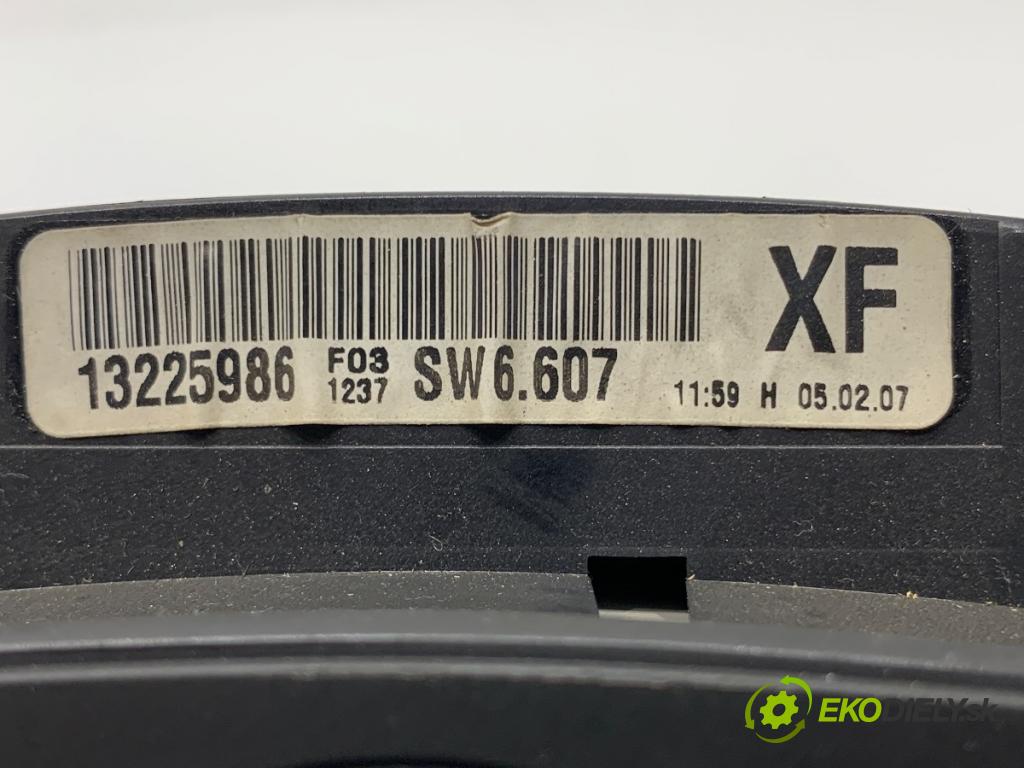 XF
13225986 F03 1237 SW6.607 11:59 H 05.02.07
EKODIELY.sk